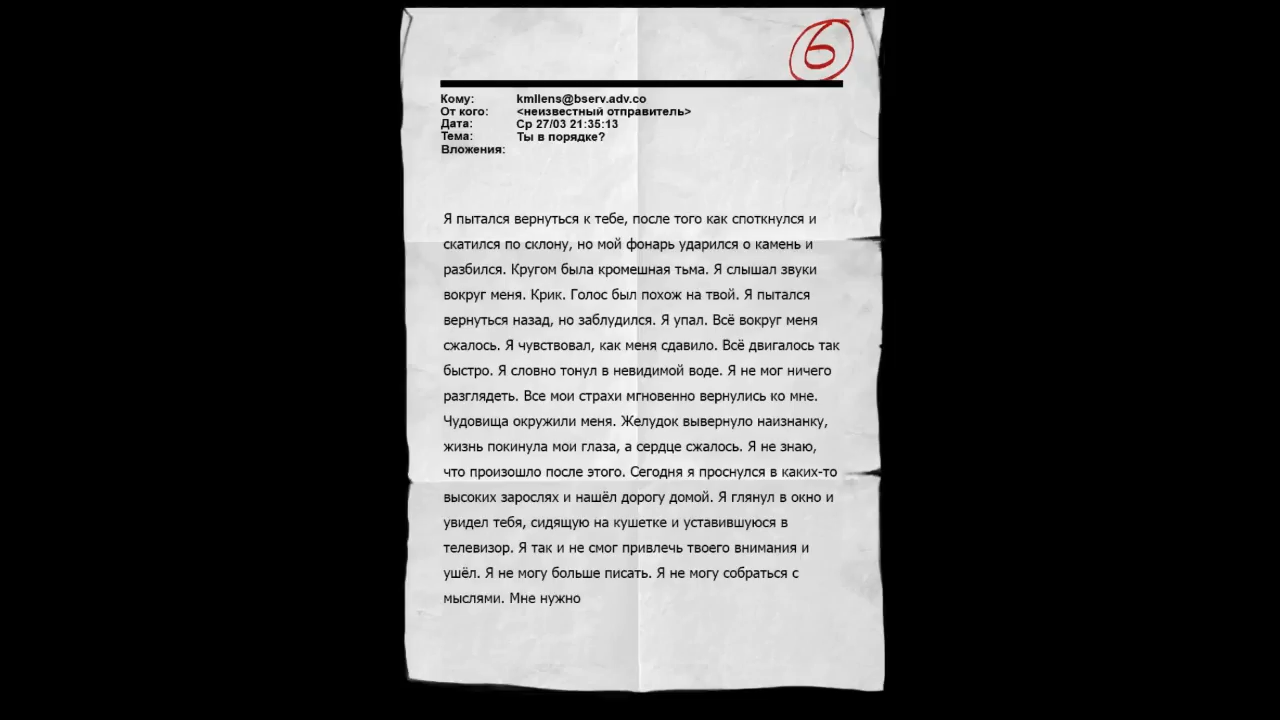 6
Кому: kmllens@bserv.adv.co
От кого: <неизвестный отправитель>
Дата: Ср 27/03 21:35:13
Тема: Ты в порядке?
Вложения:
Я пытался вернуться к тебе, после того как споткнулся и
скатился по склону, но мой фонарь ударился о камень и
разбился. Кругом была кромешная тьма. Я слышал звуки
вокруг меня. Крик. Голос был похож на твой. Я пытался
вернуться назад, но заблудился. Я упал. Всё вокруг меня
сжалось. Я чувствовал, как меня сдавило. Всё двигалось так
быстро. Я словно тонул в невидимой воде. Я не мог ничего
разглядеть. Все мои страхи мгновенно вернулись ко мне.
Чудовища окружили меня. Желудок вывернуло наизнанку,
жизнь покинула мои глаза, а сердце сжалось. Я не знаю,
что произошло после этого. Сегодня я проснулся в каких-то
высоких зарослях и нашёл дорогу домой. Я глянул в окно и
увидел тебя, сидящую на кушетке и уставившуюся в
телевизор. Я так и не смог привлечь твоего внимания и
ушёл. Я не могу больше писать. Я не могу собраться с
мыслями. Мне нужно